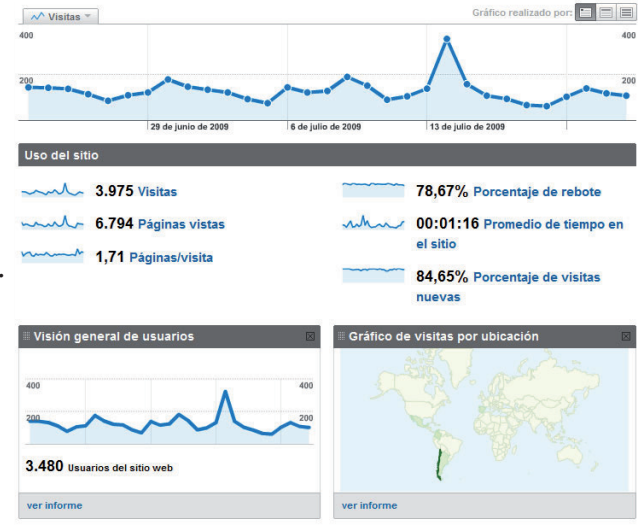 Visitas
Gráfico realizado por:
400
400
200
200
29 de junio de 2009
6 de julio de 2009
13 de julio de 2009
Uso del sitio
3.975 Visitas
6.794 Páginas vistas
1,71 Páginas/visita
78,67% Porcentaje de rebote
00:01:16 Promedio de tiempo en
el sitio
84,65% Porcentaje de visitas
nuevas
Visión general de usuarios
400
400
200
200
3.480 Usuarios del sitio web
ver informe
Gráfico de visitas por ubicación
ver informe